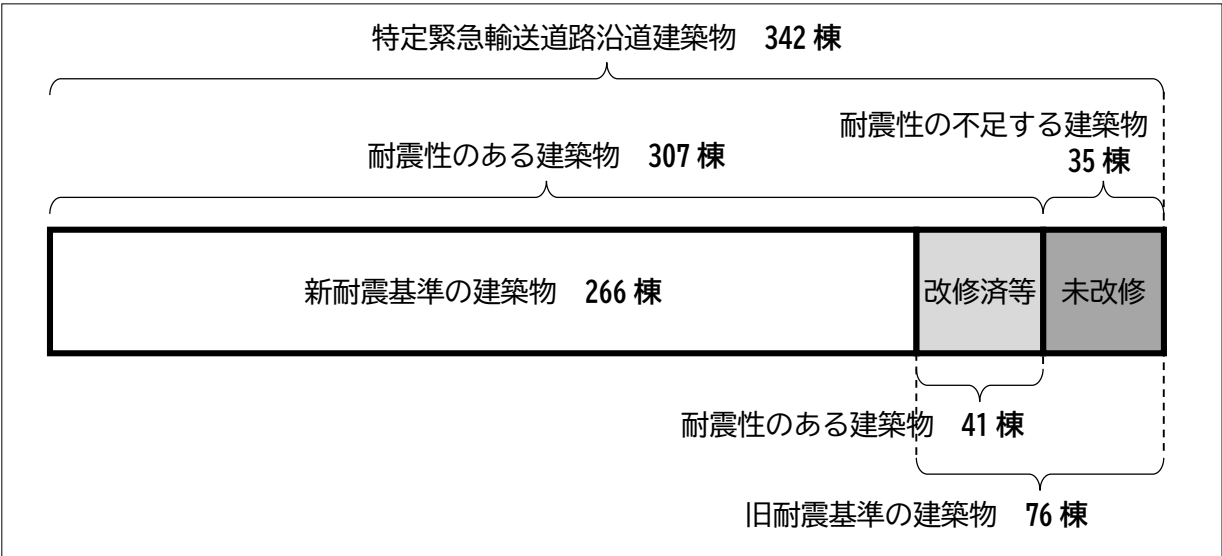 特定緊急輸送道路沿道建築物　342 棟
耐震性の不足する建築物
35 棟
耐震性のある建築物　307 棟
新耐震基準の建築物　266 棟
改修済等
未改修
耐震性のある建築物　41 棟
旧耐震基準の建築物　76 棟